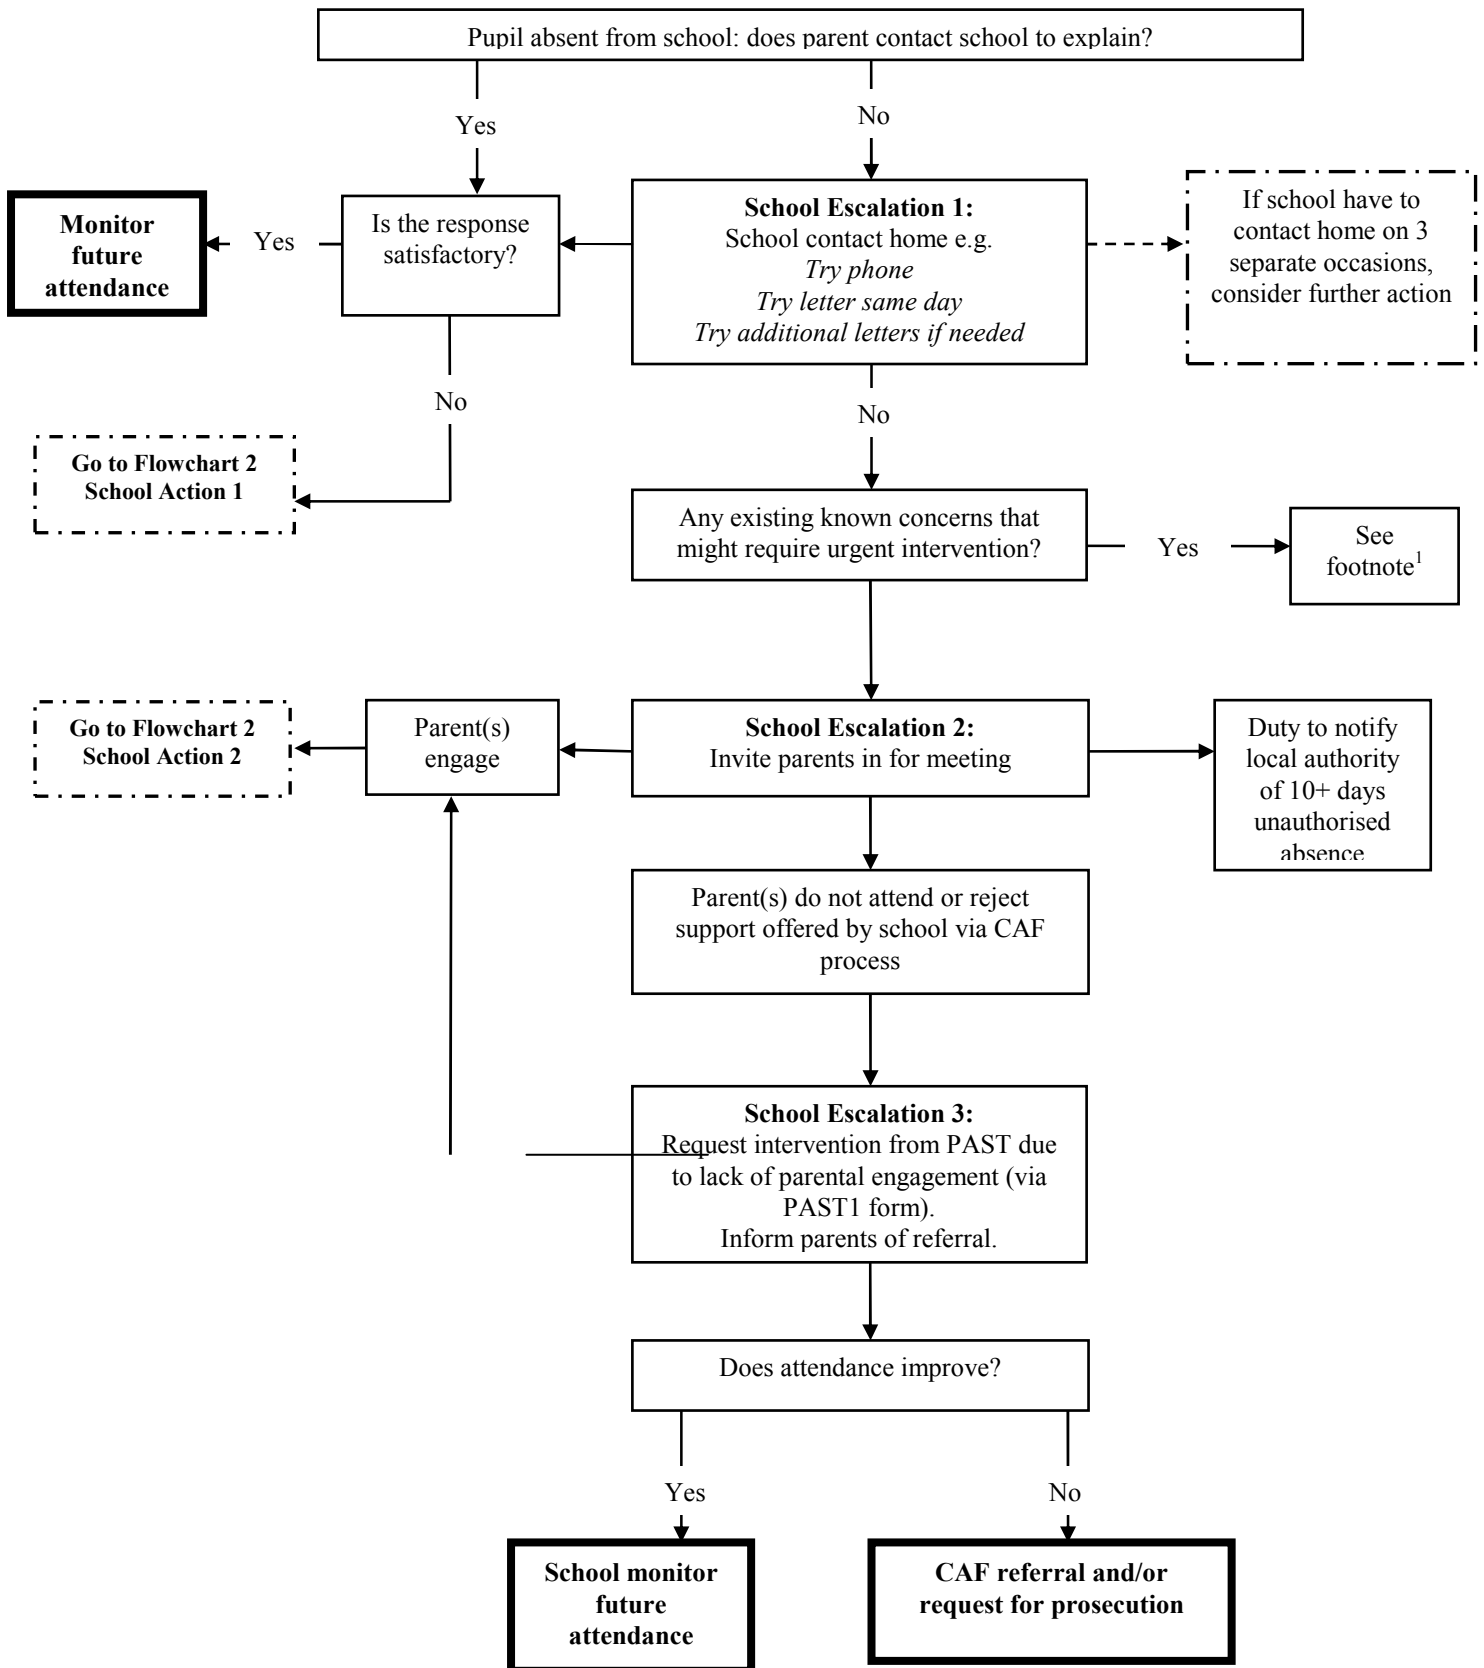 Pupil absent from school: does parent contact school to explain?
Yes
No
Monitor
future
attendance
Yes
Is the response
satisfactory?
School Escalation 1:
School contact home e.g.
Try phone
Try letter same day
Try additional letters if needed
If school have to
contact home on 3
separate occasions,
consider further action
No
No
Go to Flowchart 2
School Action 1
Any existing known concerns that
might require urgent intervention?
Yes
See
footnote1
Go to Flowchart 2
School Action 2
Parent(s)
engage
School Escalation 2:
Invite parents in for meeting
Duty to notify
local authority
of 10+ days
unauthorised
absence
Parent(s) do not attend or reject
support offered by school via CAF
process
School Escalation 3:
Request intervention from PAST due
to lack of parental engagement (via
PAST1 form).
Inform parents of referral.
Does attendance improve?
Yes
No
School monitor
future
attendance
CAF referral and/or
request for prosecution